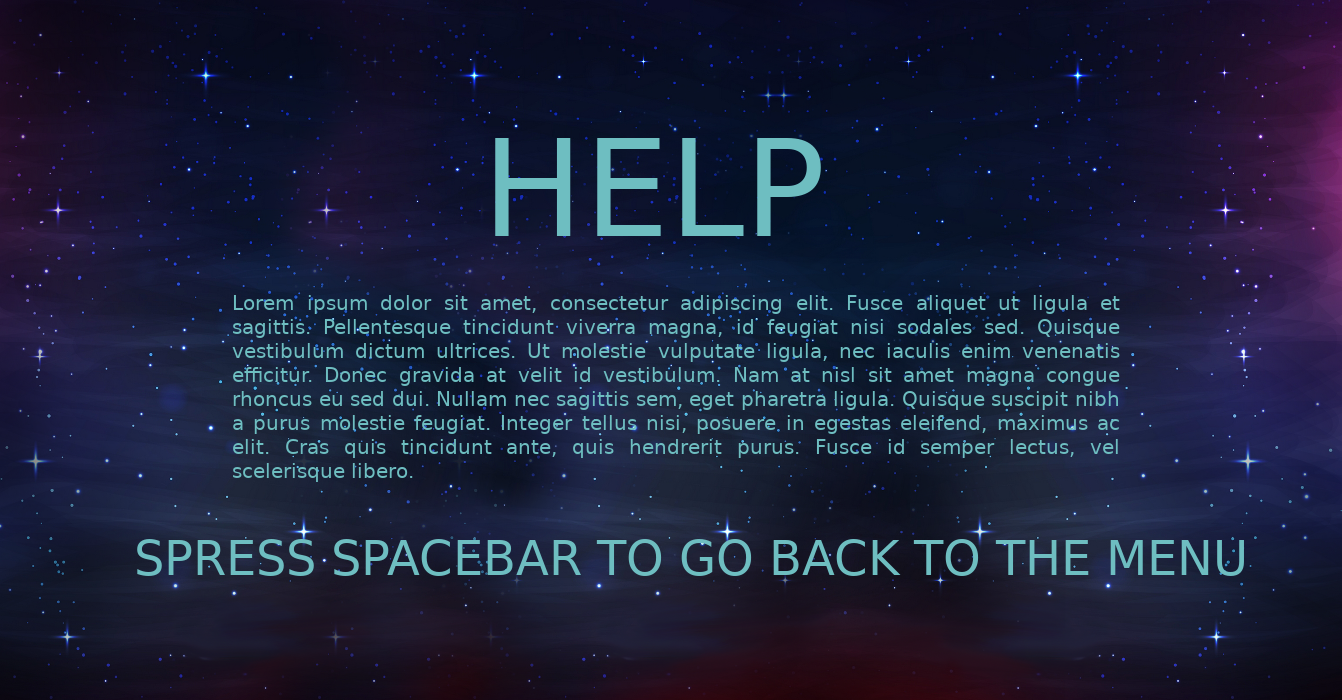 HELP
Lorem ipsum dolor sit amet, consectetur adipiscing elit. Fusce aliquet ut ligula et
sagittis. Pellentesque tincidunt viverra magna, id feugiat nisi sodales sed. Quisque
vestibulum dictum ultrices. Ut molestie vulputate ligula, nec iaculis enim venenatis
efficitur. Donec gravida at velit id vestibulum. Nam at nisl sit amet magna congue
rhoncus eu sed dui. Nullam nec sagittis sem, eget pharetra ligula. Quisque suscipit nibh
a purus molestie feugiat. Integer tellus nisi, posuere in egestas eleifend, maximus ac
elit. Cras quis tincidunt ante, quis hendrerit purus. Fusce id semper lectus, vel
scelerisque libero.
SPRESS SPACEBAR TO GO BACK TO THE MENU